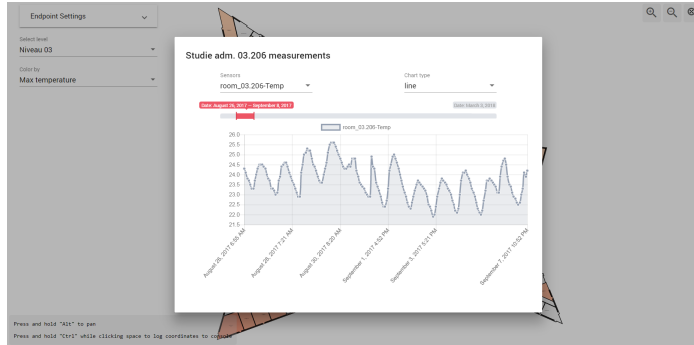 Endpoint Settings
Select level
Niveau 03
Color by
Max temperature
Studie adm. 03.206 measurements
Sensors
room_03.206-Temp
Chart type
line
Date: August 26, 2017 — September 8, 2017
Date: March 3, 2018
room_03.206-Temp
26.0
25.5
25.0
24.5
24.0
23.5
23.0
22.5
22.0
21.5
August 26, 2017 6:55 AM
August 28, 2017 7:21 AM
August 30, 2017 8:20 AM
September 1, 2017 4:52 PM
September 3, 2017 5:21 PM
September 7, 2017 10:52 PM
Press and hold "Alt" to pan
Press and hold "Ctrl" while clicking space to log coordinates to console